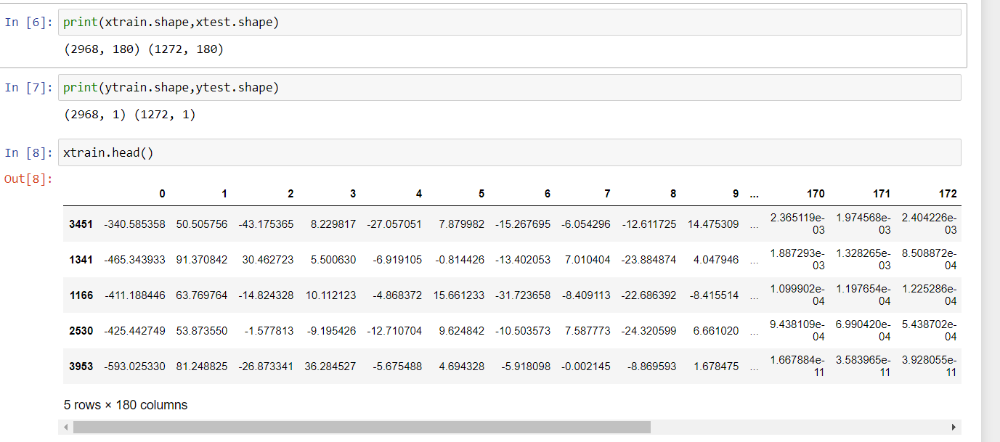 In [6]: print(xtrain.shape,xtest.shape)
(2968, 180) (1272, 180)
In [7]: print(ytrain.shape,ytest.shape)
(2968, 1) (1272, 1)
In [8]: xtrain.head()
Out[8]:
0 1 2 3 4 5 6 7 8 9 ... 170 171 172
3451 -340.585358 50.505756 -43.175365 8.229817 -27.057051 7.879982 -15.267695 -6.054296 -12.611725 14.475309 ... 2.365119e-03 1.974568e-03 2.404226e-03
1341 -465.343933 91.370842 30.462723 5.500630 -6.919105 -0.814426 -13.402053 7.010404 -23.884874 4.047946 ... 1.887293e-03 1.328265e-03 8.508872e-04
1166 -411.188446 63.769764 -14.824328 10.112123 -4.868372 15.661233 -31.723658 -8.409113 -22.686392 -8.415514 ... 1.099902e-04 1.197654e-04 1.225286e-04
2530 -425.442749 53.873550 -1.577813 -9.195426 -12.710704 9.624842 -10.503573 7.587773 -24.320599 6.661020 ... 9.438109e-04 6.990420e-04 5.438702e-04
3953 -593.025330 81.248825 -26.873341 36.284527 -5.675488 4.694328 -5.918098 -0.002145 -8.869593 1.678475 ... 1.667884e-11 3.583965e-11 3.928055e-11
5 rows × 180 columns